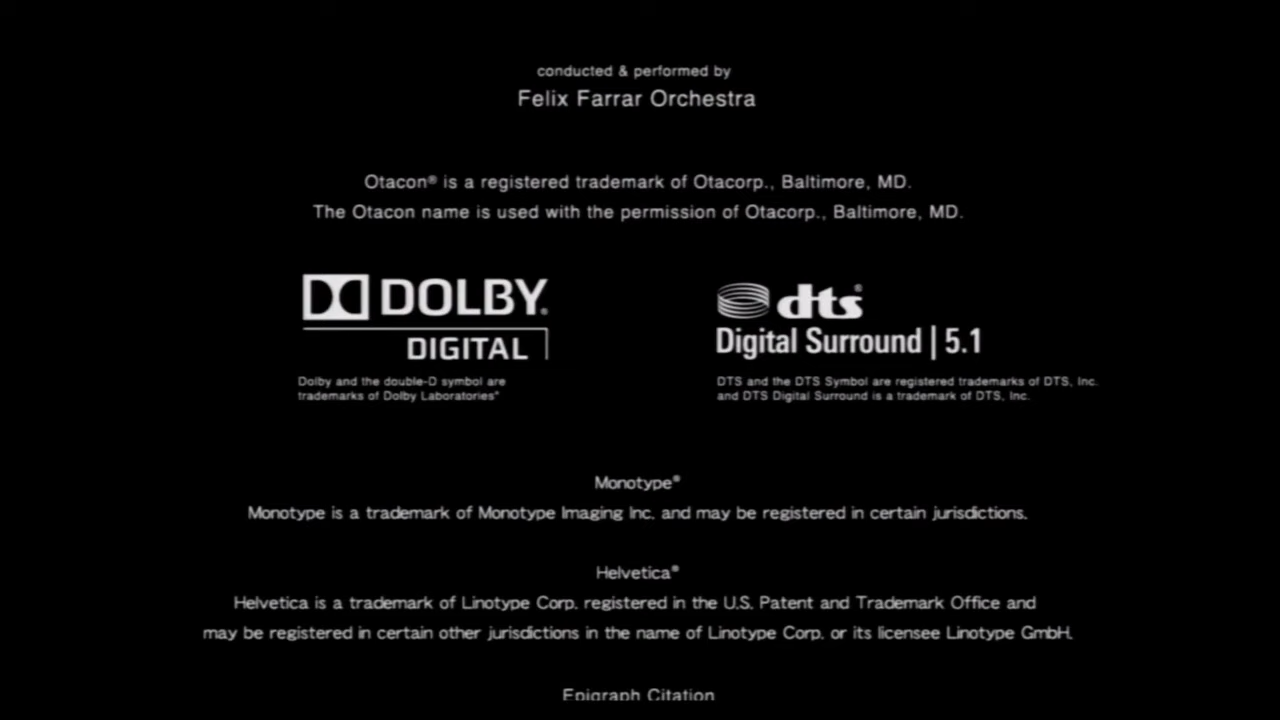 conducted & performed by
Felix Farrar Orchestra
Otacon® is a registered trademark of Otacorp., Baltimore, MD.
The Otacon name is used with the permission of Otacorp., Baltimore, MD.
DOLBY®
DIGITAL
Dolby and the double-D symbol are
trademarks of Dolby Laboratories"
dts®
Digital Surround | 5.1
DTS and the DTS Symbol are registered trademarks of DTS, Inc.
and DTS Digital Surround is a trademark of DTS, Inc.
Monotype®
Monotype is a trademark of Monotype Imaging Inc. and may be registered in certain jurisdictions.
Helvetica®
Helvetica is a trademark of Linotype Corp. registered in the U.S. Patent and Trademark Office and
may be registered in certain other jurisdictions in the name of Linotype Corp. or its licensee Linotype GmbH.
Epigraph Citation